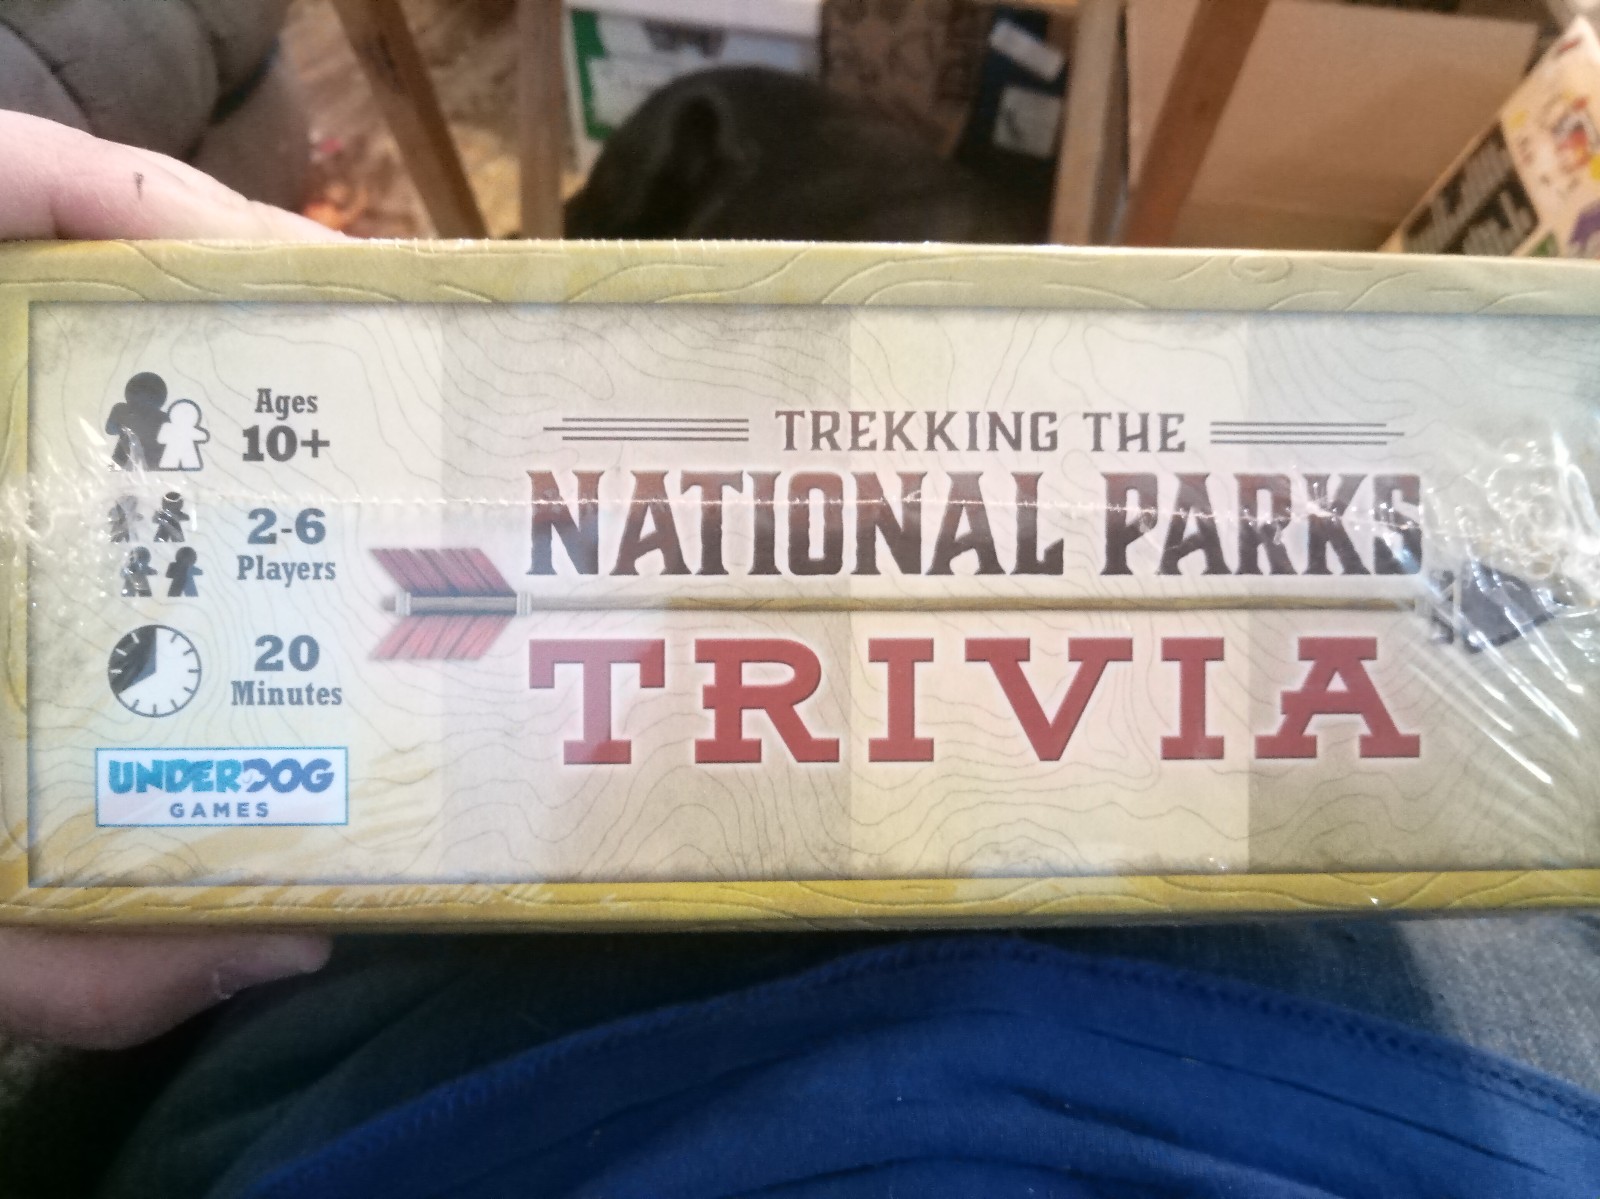 Ages
10+
2-6
Players
20
Minutes
UNDERDOG
GAMES
TREKKING THE
NATIONAL PARKS
TRIVIA